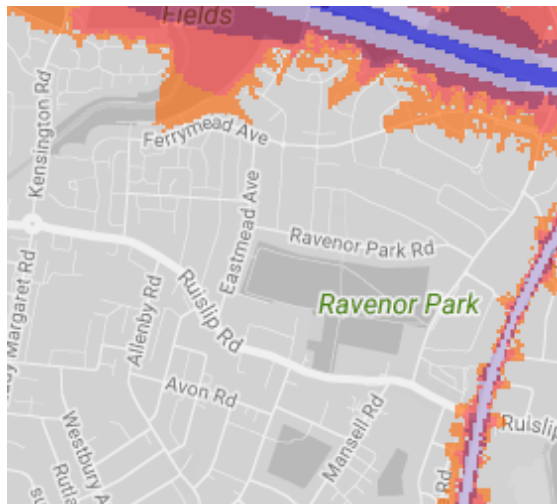 Fields
Kensington Rd
Ferrymead Ave
Eastmead Ave
Ravenor Park Rd
Ruislip Rd
Allenby Rd
Ravenor Park
Margaret Rd
Avon Rd
Mansell Rd
Westbury A
Ruislip
Rd